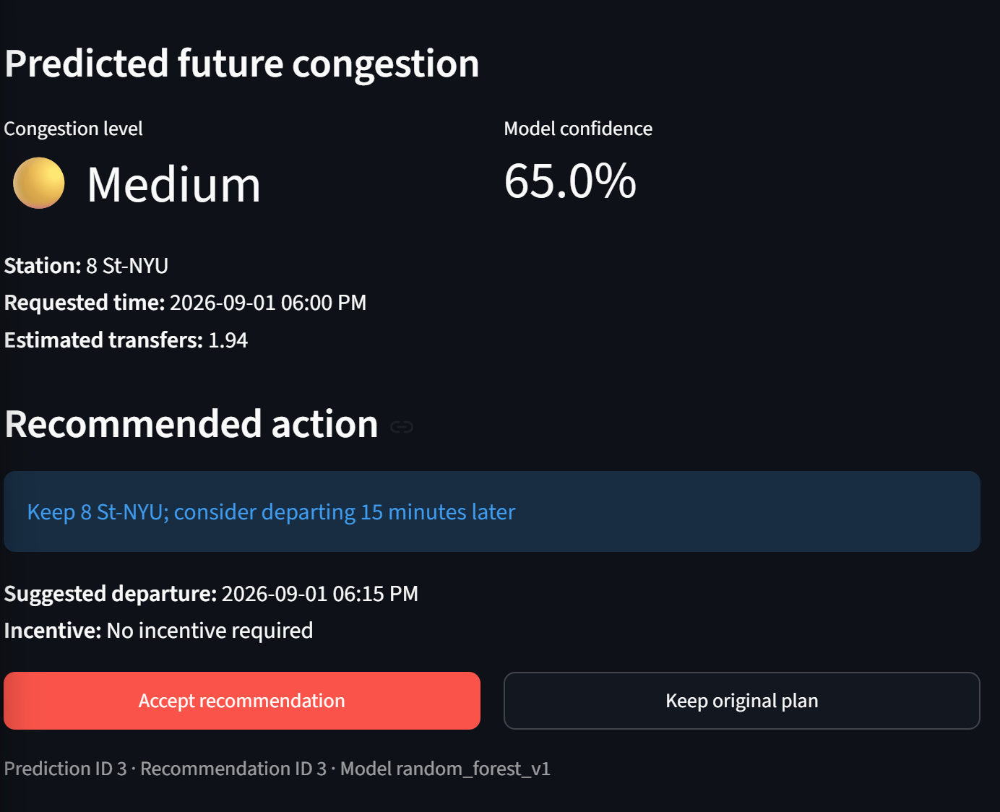 Predicted future congestion
Congestion level
Medium
Model confidence
65.0%
Station: 8 St-NYU
Requested time: 2026-09-01 06:00 PM
Estimated transfers: 1.94
Recommended action
Keep 8 St-NYU; consider departing 15 minutes later
Suggested departure: 2026-09-01 06:15 PM
Incentive: No incentive required
Accept recommendation
Keep original plan
Prediction ID 3 · Recommendation ID 3 · Model random_forest_v1